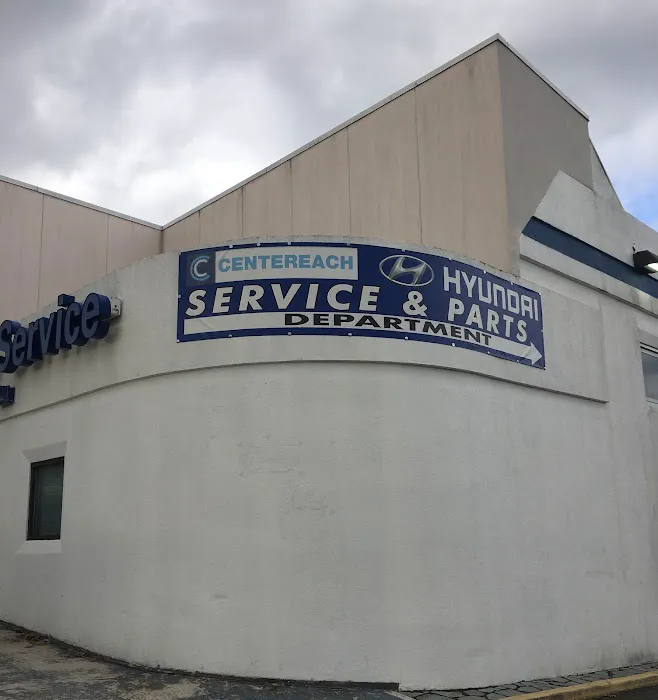 Service
C CENTEREACH HYUNDAI
SERVICE & PARTS
DEPARTMENT